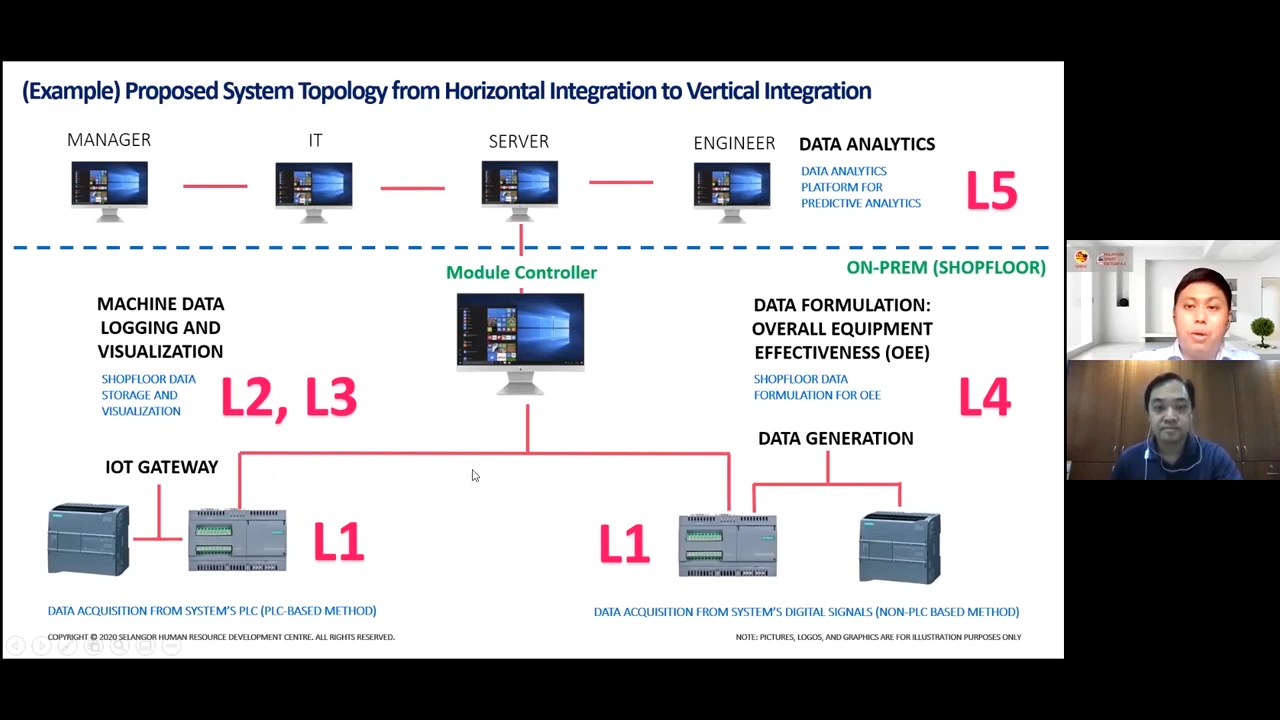 (Example) Proposed System Topology from Horizontal Integration to Vertical Integration
MANAGER
IT
SERVER
ENGINEER
DATA ANALYTICS
DATA ANALYTICS
PLATFORM FOR
PREDICTIVE ANALYTICS
L5
Module Controller
ON-PREM (SHOPFLOOR)
MACHINE DATA
LOGGING AND
VISUALIZATION
SHOPFLOOR DATA
STORAGE AND
VISUALIZATION
L2, L3
DATA FORMULATION:
OVERALL EQUIPMENT
EFFECTIVENESS (OEE)
SHOPFLOOR DATA
FORMULATION FOR OEE
L4
DATA GENERATION
IOT GATEWAY
L1
L1
DATA ACQUISITION FROM SYSTEM'S PLC (PLC-BASED METHOD)
DATA ACQUISITION FROM SYSTEM'S DIGITAL SIGNALS (NON-PLC BASED METHOD)
COPYRIGHT © 2020 SELANGOR HUMAN RESOURCE DEVELOPMENT CENTRE. ALL RIGHTS RESERVED.
NOTE: PICTURES, LOGOS, AND GRAPHICS ARE FOR ILLUSTRATION PURPOSES ONLY